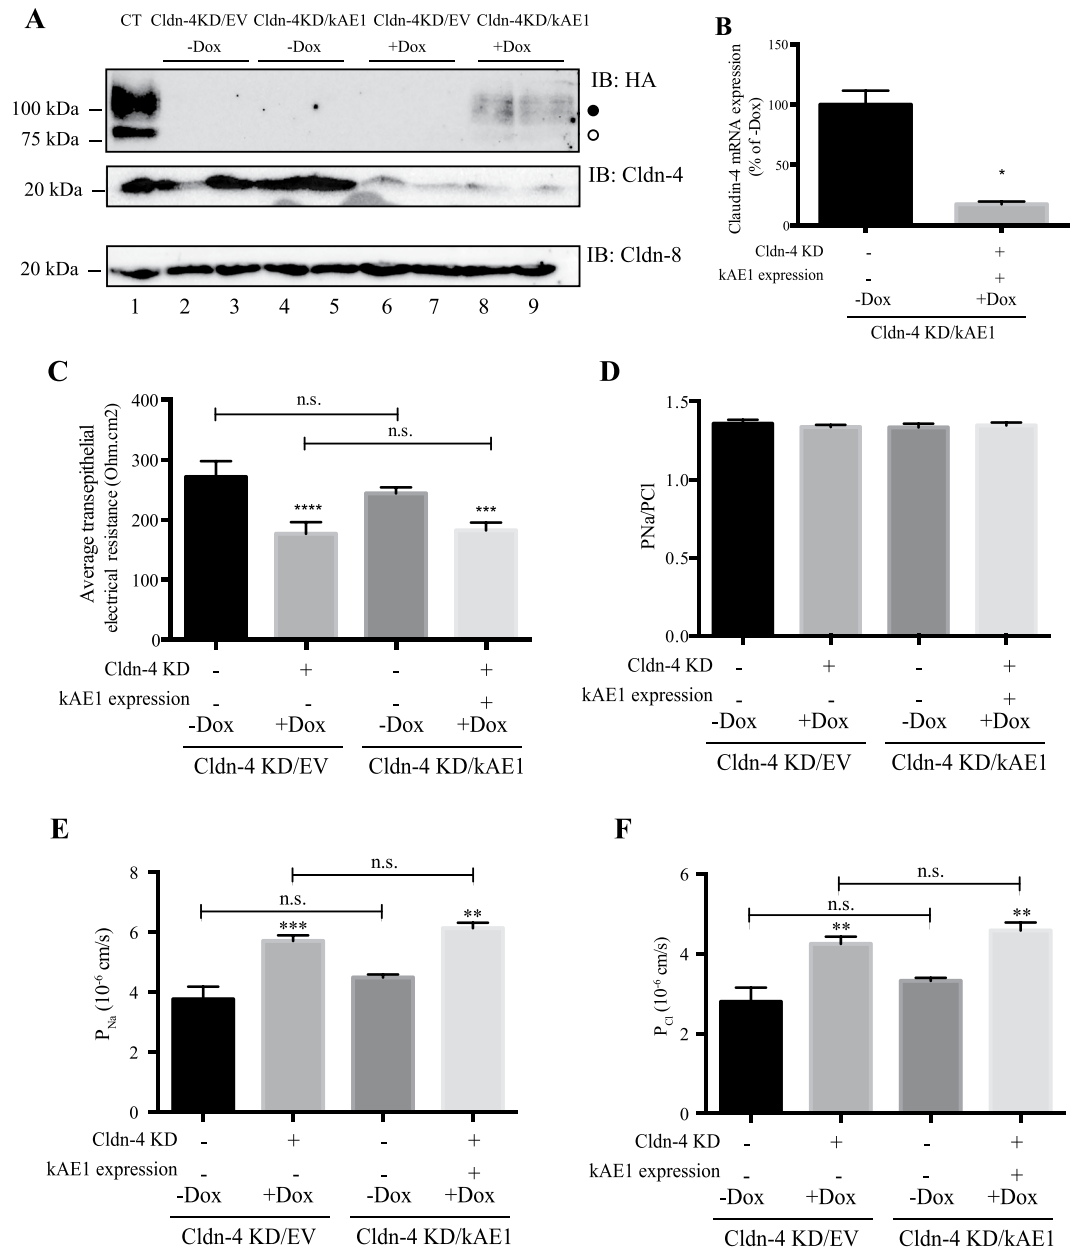 A
CT Cldn-4KD/EV Cldn-4KD/kAE1 Cldn-4KD/EV Cldn-4KD/kAE1
-Dox -Dox +Dox +Dox
IB: HA
100 kDa
75 kDa
IB: Cldn-4
20 kDa
IB: Cldn-8
20 kDa
1 2 3 4 5 6 7 8 9
B
Claudin-4 mRNA expression
(% of -Dox)
150
100
50
0
*
Cldn-4 KD - +
kAE1 expression - +
-Dox +Dox
Cldn-4 KD/kAE1
C
Average transepithelial
electrical resistance (Ohm.cm2)
400
300
200
100
0
n.s.
n.s.
**** ***
Cldn-4 KD - + - +
kAE1 expression - - - +
-Dox +Dox -Dox +Dox
Cldn-4 KD/EV Cldn-4 KD/kAE1
D
PNa/PCl
1.5
1.0
0.5
0.0
Cldn-4 KD - + - +
kAE1 expression - - - +
-Dox +Dox -Dox +Dox
Cldn-4 KD/EV Cldn-4 KD/kAE1
E
P_Na (10⁻⁶ cm/s)
8
6
4
2
0
n.s.
n.s.
*** **
Cldn-4 KD - + - +
kAE1 expression - - - +
-Dox +Dox -Dox +Dox
Cldn-4 KD/EV Cldn-4 KD/kAE1
F
P_Cl (10⁻⁶ cm/s)
6
4
2
0
n.s.
n.s.
** **
Cldn-4 KD - + - +
kAE1 expression - - - +
-Dox +Dox -Dox +Dox
Cldn-4 KD/EV Cldn-4 KD/kAE1